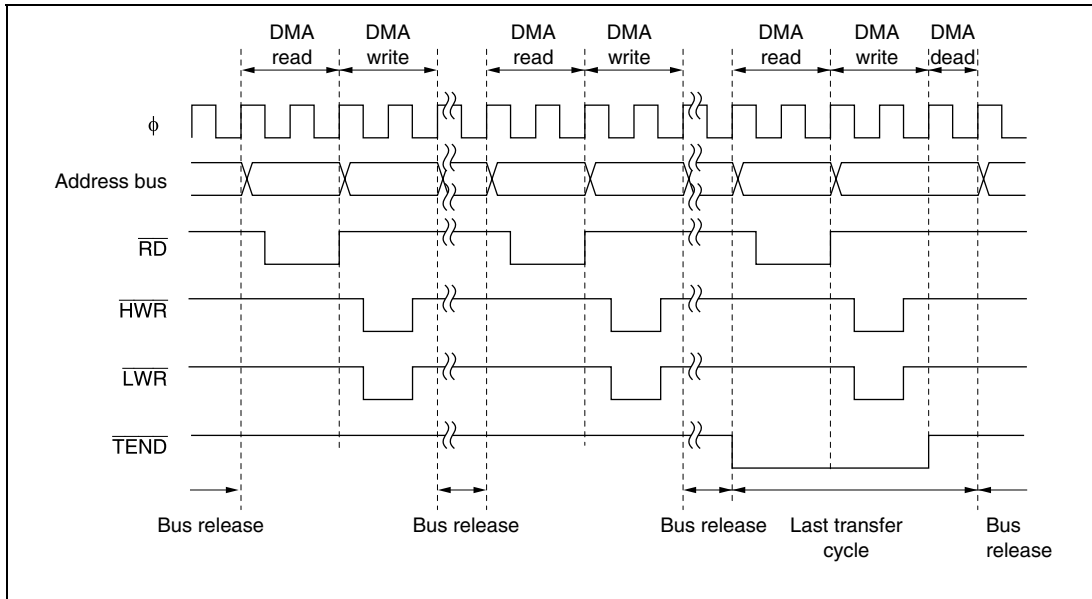 DMA read
DMA write
DMA read
DMA write
DMA read
DMA write
DMA dead
φ
Address bus
RD
HWR
LWR
TEND
Bus release
Bus release
Bus release
Last transfer cycle
Bus release